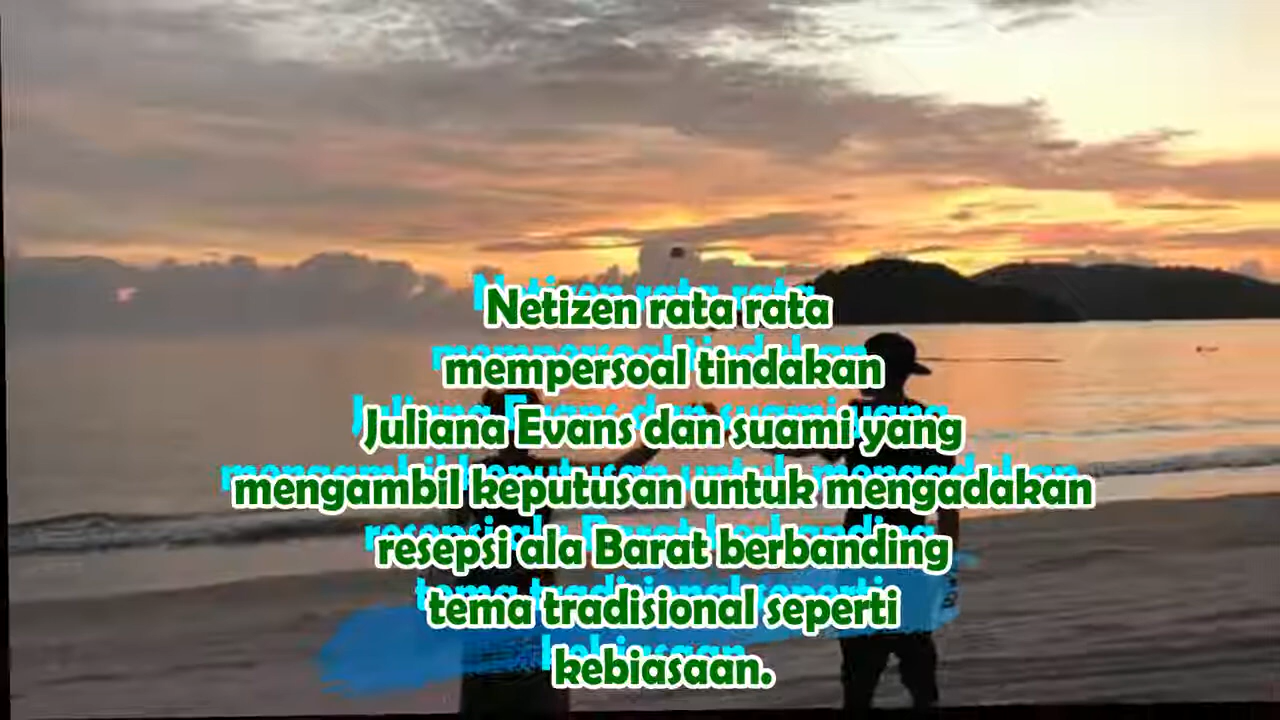 Netizen rata rata
mempersoal tindakan
Juliana Evans dan suami yang
mengambil keputusan untuk mengadakan
resepsi ala Barat berbanding
tema tradisional seperti
kebiasaan.